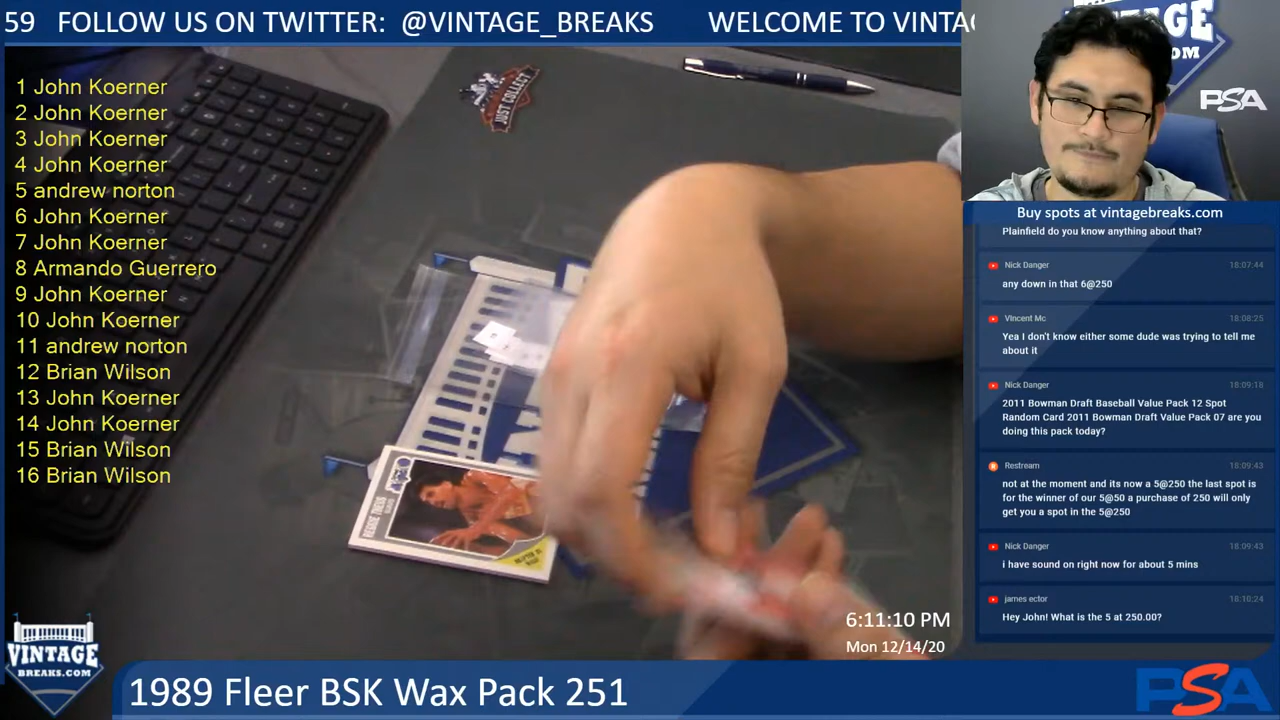 59 FOLLOW US ON TWITTER: @VINTAGE_BREAKS WELCOME TO VINTAG
VINTAGE
.COM
PSA
JUST COLLECT
1 John Koerner
2 John Koerner
3 John Koerner
4 John Koerner
5 andrew norton
6 John Koerner
7 John Koerner
8 Armando Guerrero
9 John Koerner
10 John Koerner
11 andrew norton
12 Brian Wilson
13 John Koerner
14 John Koerner
15 Brian Wilson
16 Brian Wilson
REGGIE THEUS
Buy spots at vintagebreaks.com
Plainfield do you know anything about that?
Nick Danger 18:07:44
any down in that 6@250
Vincent Mc 18:08:25
Yea I don't know either some dude was trying to tell me
about it
Nick Danger 18:09:18
2011 Bowman Draft Baseball Value Pack 12 Spot
Random Card 2011 Bowman Draft Value Pack 07 are you
doing this pack today?
Restream 18:09:43
not at the moment and its now a 5@250 the last spot is
for the winner of our 5@50 a purchase of 250 will only
get you a spot in the 5@250
Nick Danger 18:09:43
i have sound on right now for about 5 mins
james ector 18:10:24
Hey John! What is the 5 at 250.00?
6:11:10 PM
Mon 12/14/20
VINTAGE
BREAKS.COM
1989 Fleer BSK Wax Pack 251
PSA